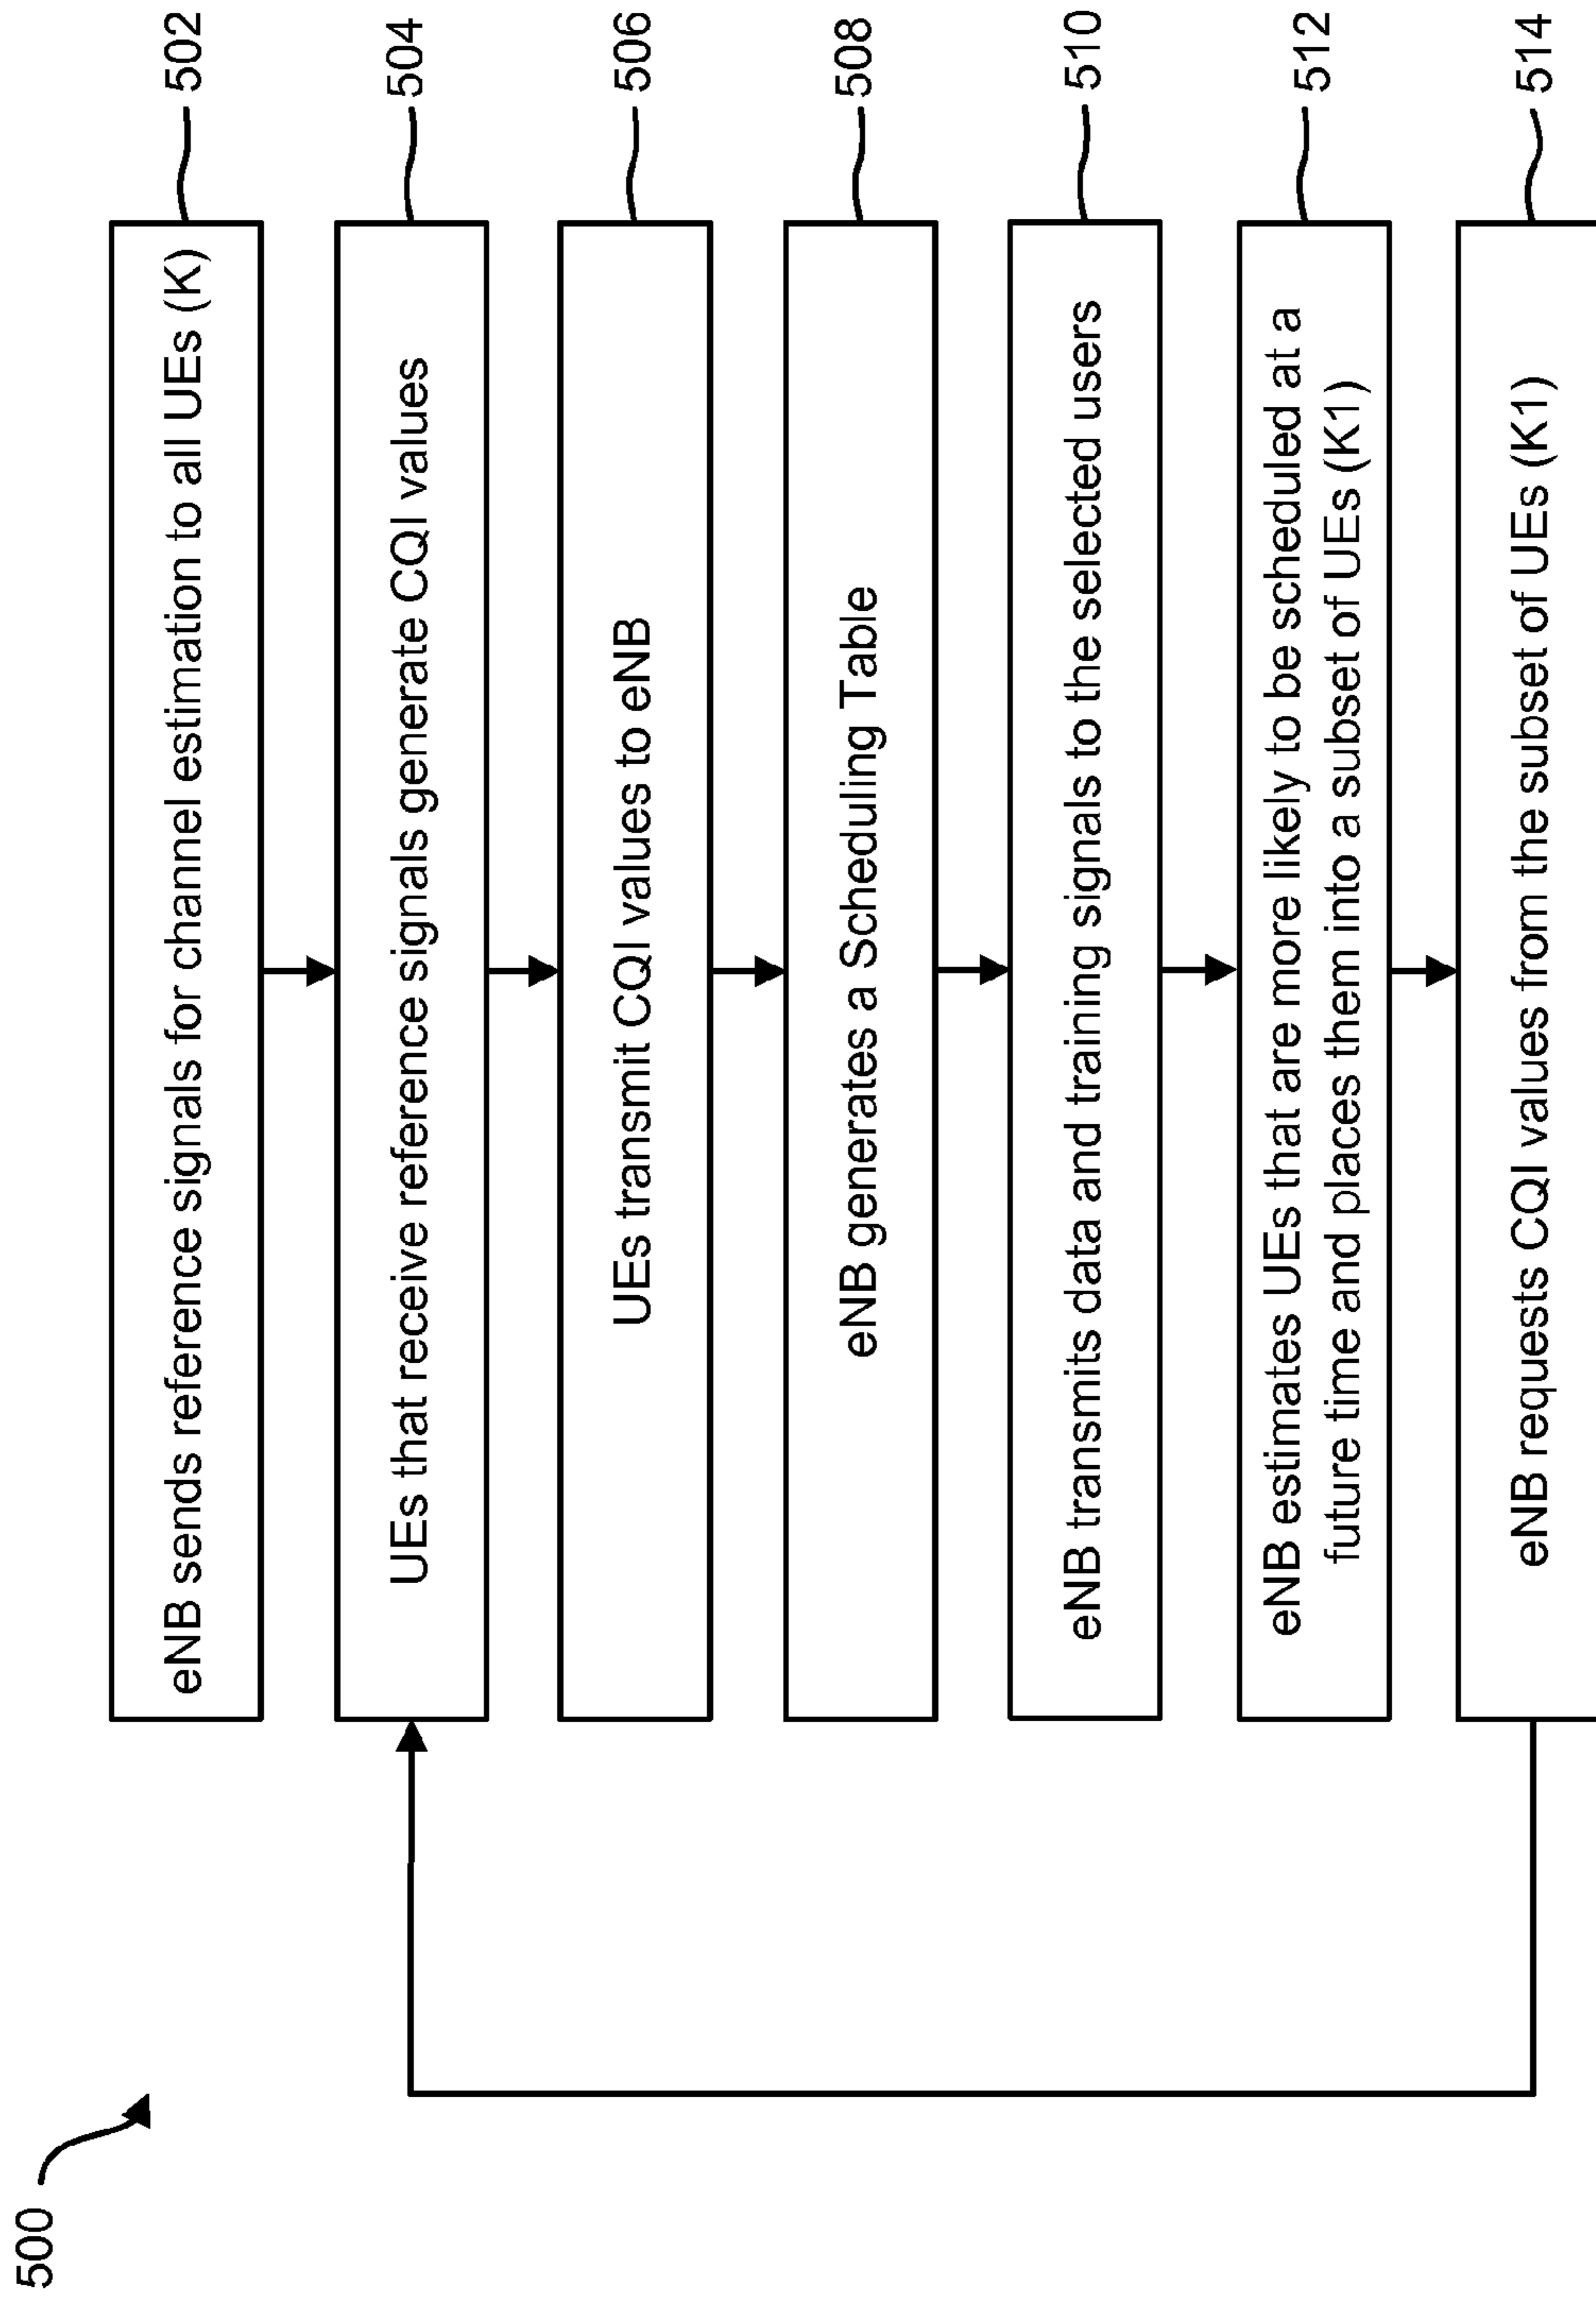 500
eNB sends reference signals for channel estimation to all UEs (K)
502
UEs that receive reference signals generate CQI values
504
UEs transmit CQI values to eNB
506
eNB generates a Scheduling Table
508
eNB transmits data and training signals to the selected users
510
eNB estimates UEs that are more likely to be scheduled at a
future time and places them into a subset of UEs (K1)
512
eNB requests CQI values from the subset of UEs (K1)
514